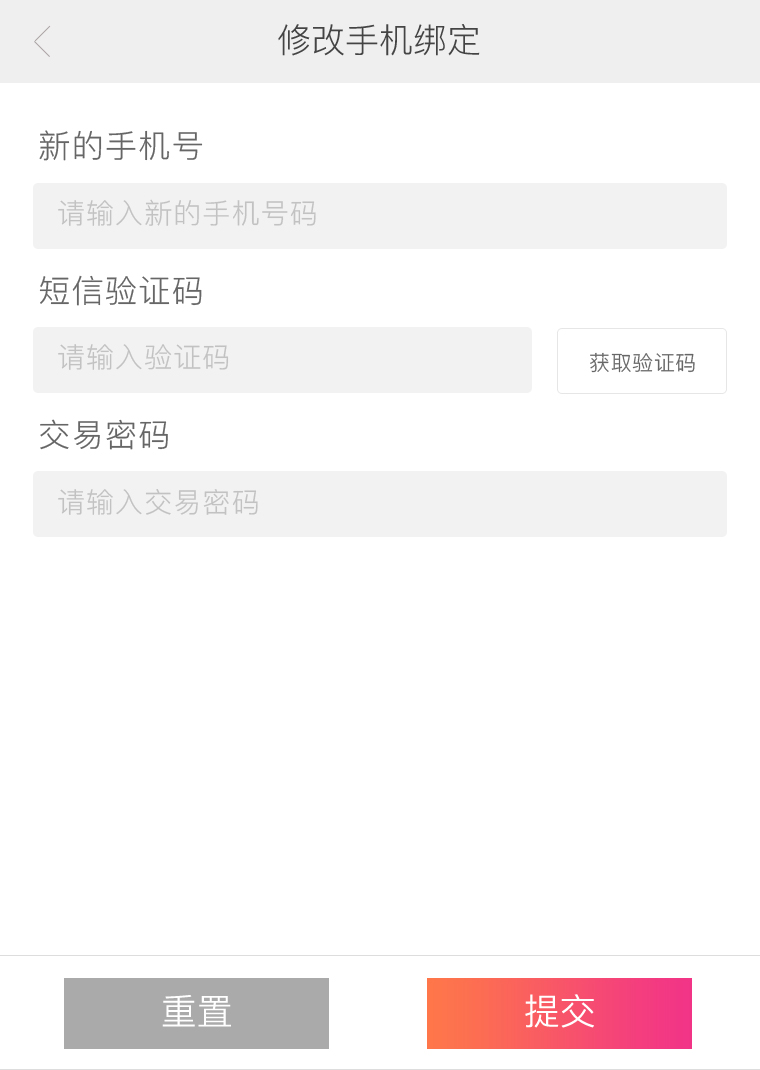 修改手机绑定
新的手机号
请输入新的手机号码
短信验证码
请输入验证码
获取验证码
交易密码
请输入交易密码
重置
提交